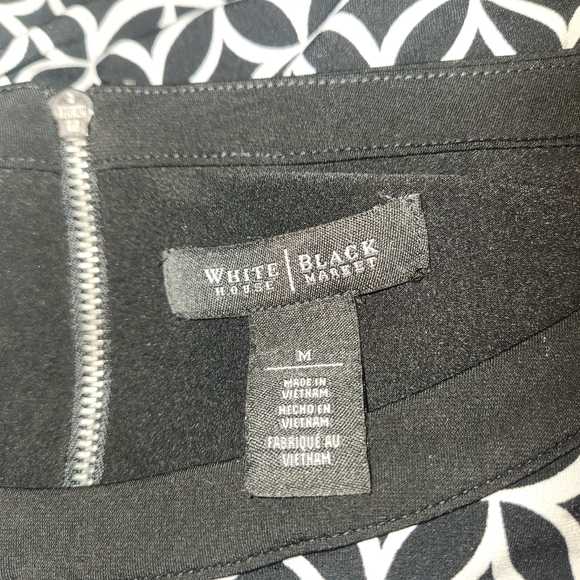 WHITE | BLACK
HOUSE | MARKET
M
MADE IN
VIETNAM
HECHO EN
VIETNAM
FABRIQUÉ AU
VIETNAM